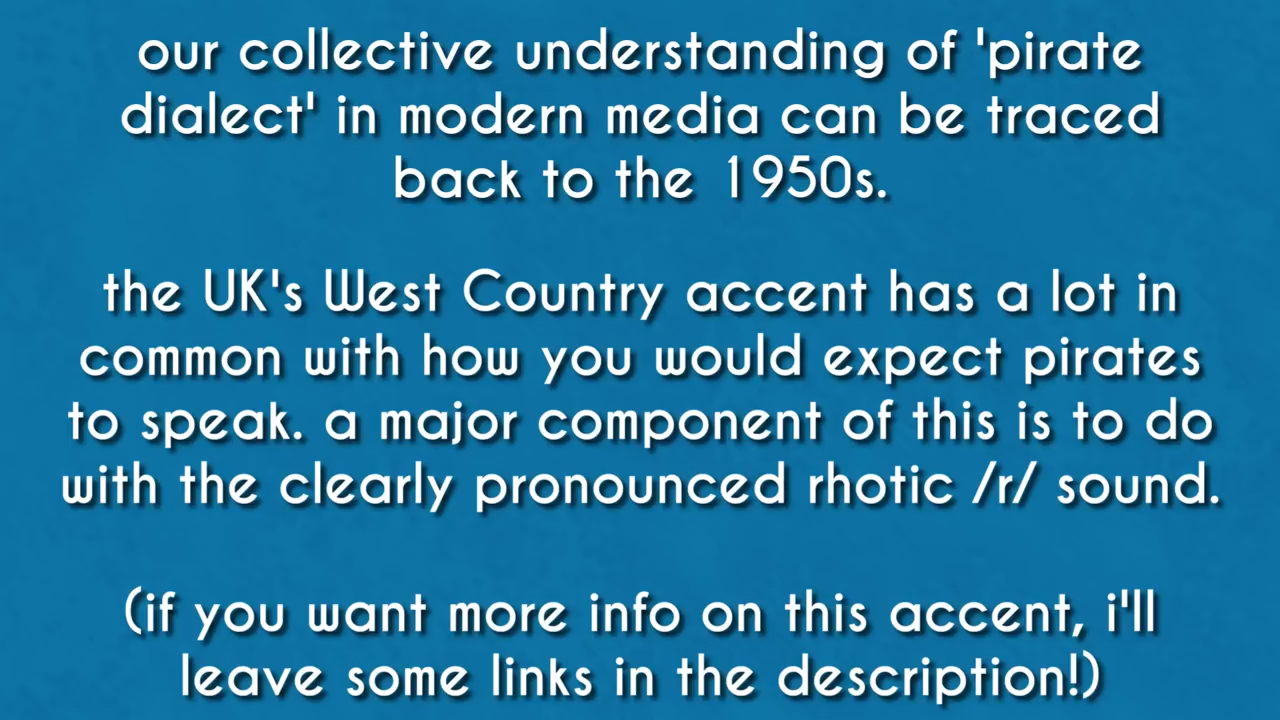 our collective understanding of 'pirate
dialect' in modern media can be traced
back to the 1950s.
the UK's West Country accent has a lot in
common with how you would expect pirates
to speak. a major component of this is to do
with the clearly pronounced rhotic /r/ sound.
(if you want more info on this accent, i'll
leave some links in the description!)